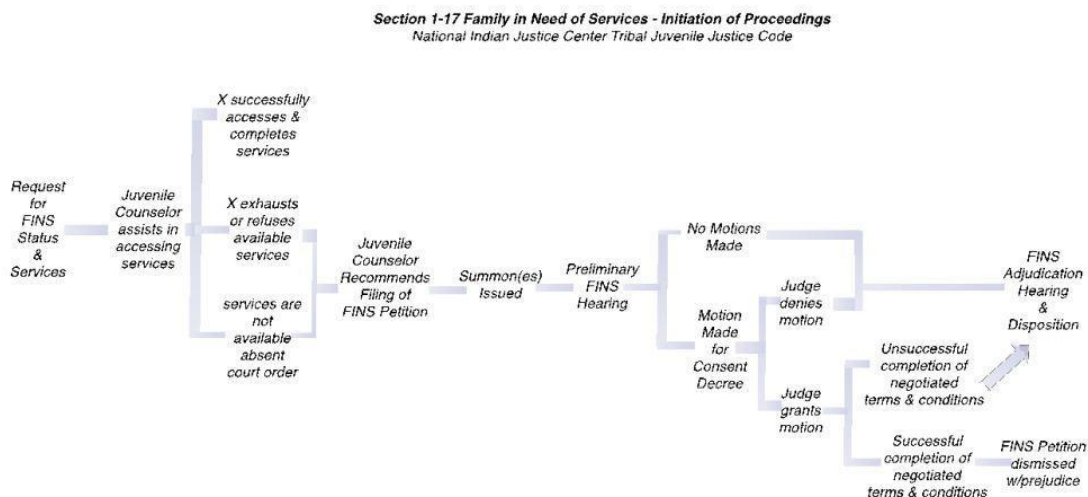 Section 1-17 Family in Need of Services - Initiation of Proceedings
National Indian Justice Center Tribal Juvenile Justice Code
Request
for
FINS
Status
&
Services
Juvenile
Counselor
assists in
accessing
services
X successfully
accesses &
completes
services
X exhausts
or refuses
available
services
services are
not
available
absent
court order
Juvenile
Counselor
Recommends
Filing of
FINS Petition
Summon(es)
Issued
Preliminary
FINS
Hearing
No Motions
Made
Motion
Made
for
Consent
Decree
Judge
denies
motion
Judge
grants
motion
Unsuccessful
completion of
negotiated
terms & conditions
Successful
completion of
negotiated
terms & conditions
FINS
Adjudication
Hearing
&
Disposition
FINS Petition
dismissed
w/prejudice